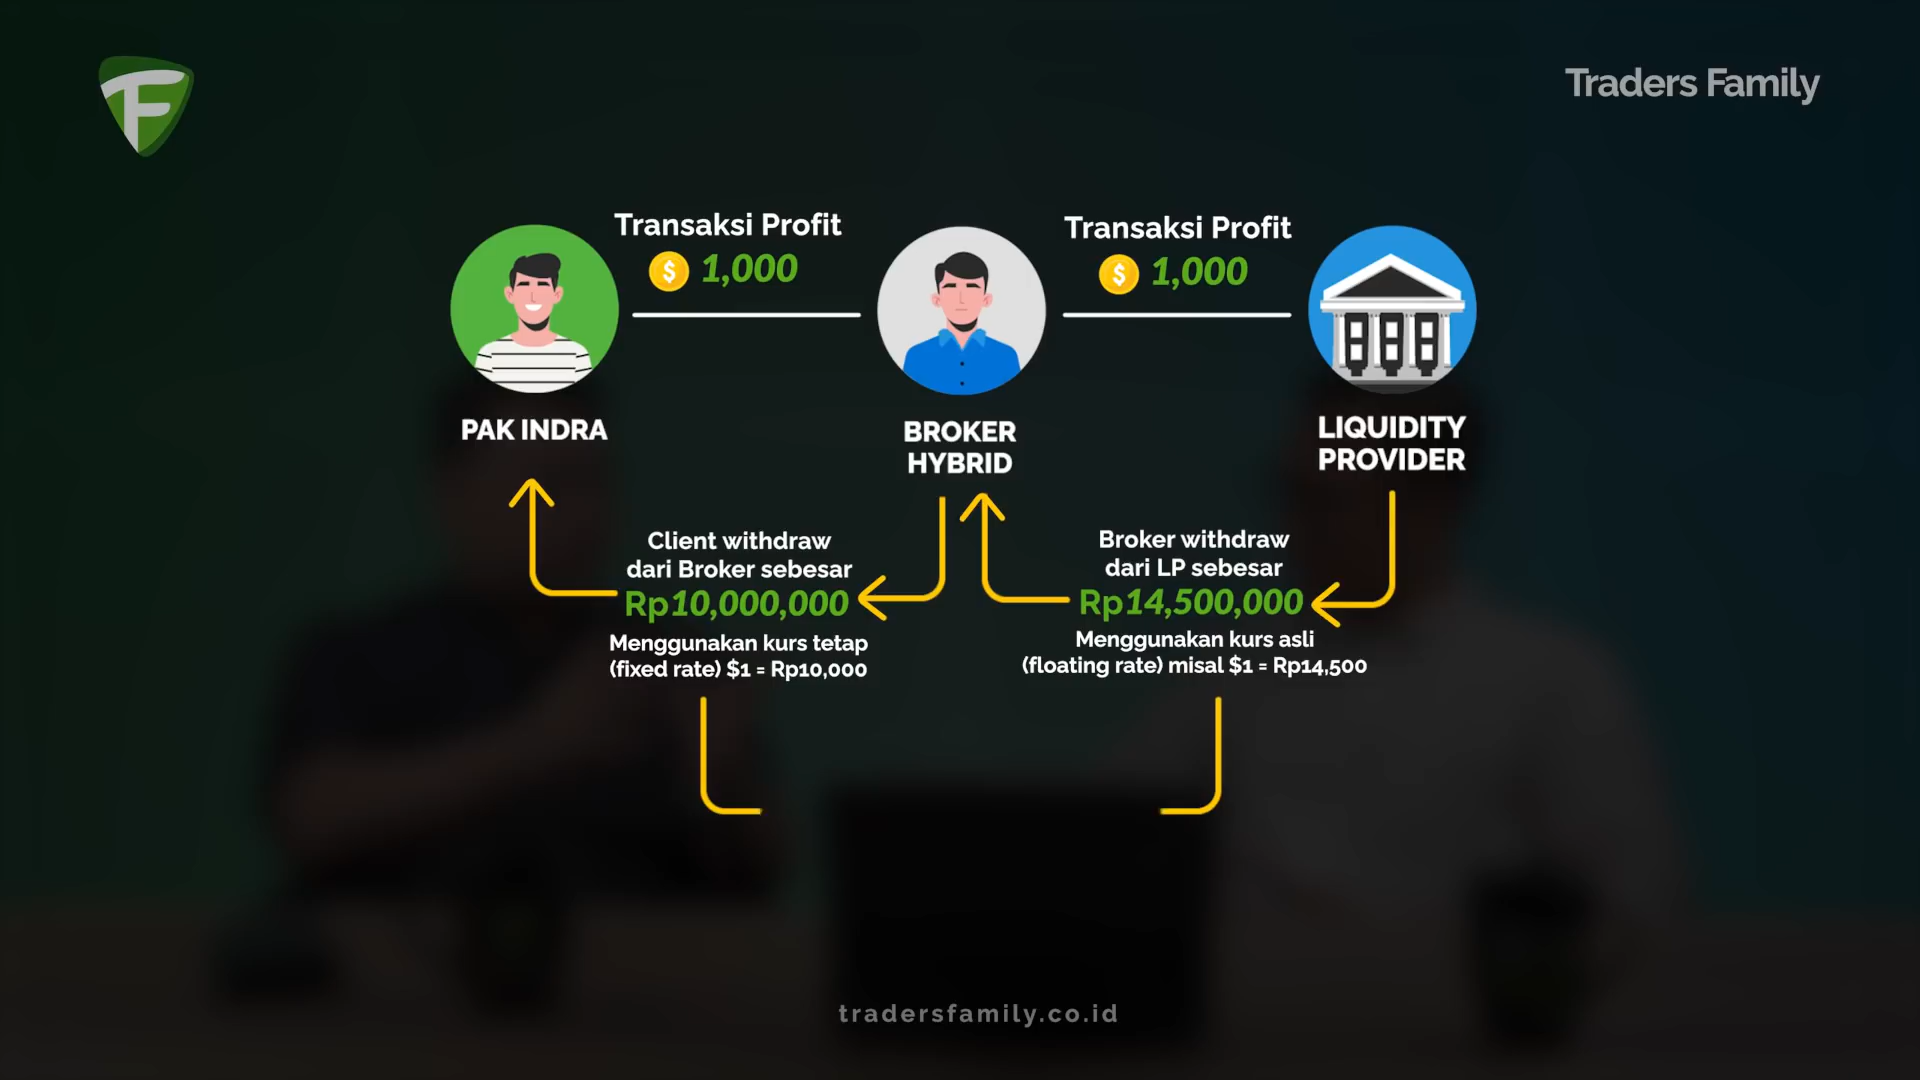 Traders Family
Transaksi Profit
$ 1,000
Transaksi Profit
$ 1,000
PAK INDRA
BROKER
HYBRID
LIQUIDITY
PROVIDER
Client withdraw
dari Broker sebesar
Rp10,000,000
Menggunakan kurs tetap
(fixed rate) $1 = Rp10,000
Broker withdraw
dari LP sebesar
Rp14,500,000
Menggunakan kurs asli
(floating rate) misal $1 = Rp14,500
tradersfamily.co.id